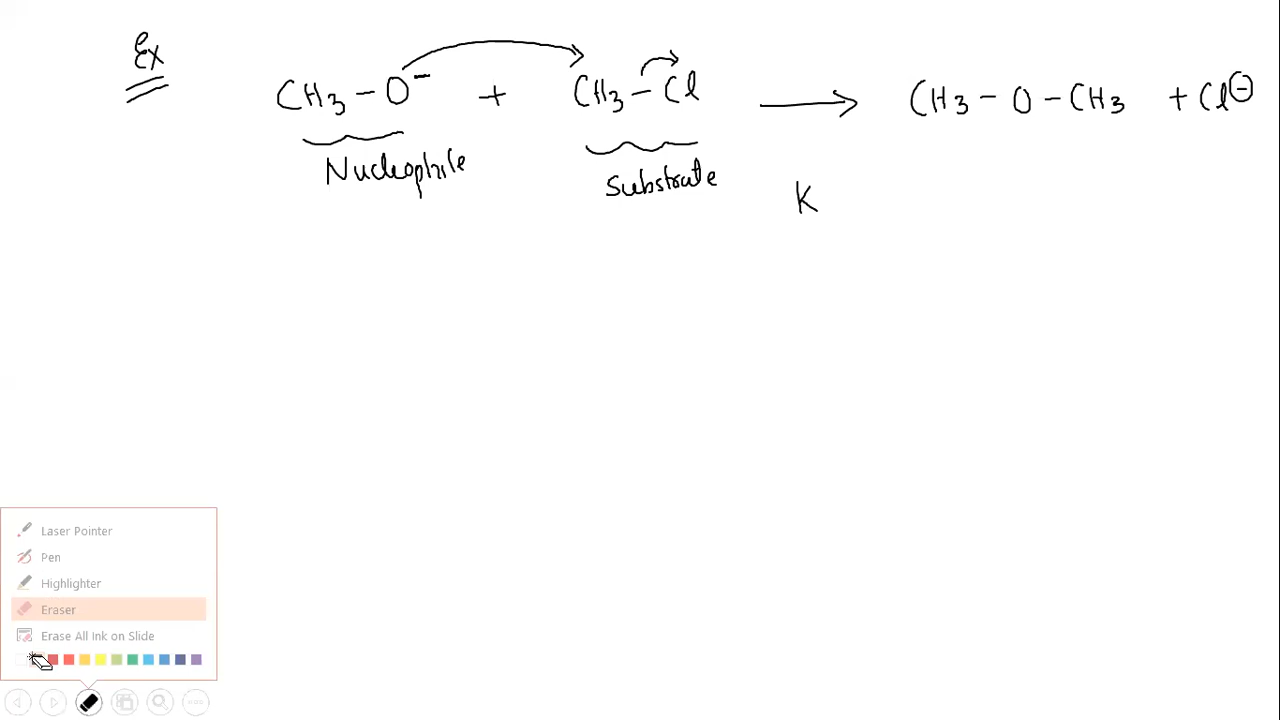 Ex
CH3 - O⁻ + CH3 - Cl ⟶ CH3 - O - CH3 + Cl⊖
Nucleophile
Substrate
K
Laser Pointer
Pen
Highlighter
Eraser
Erase All Ink on Slide